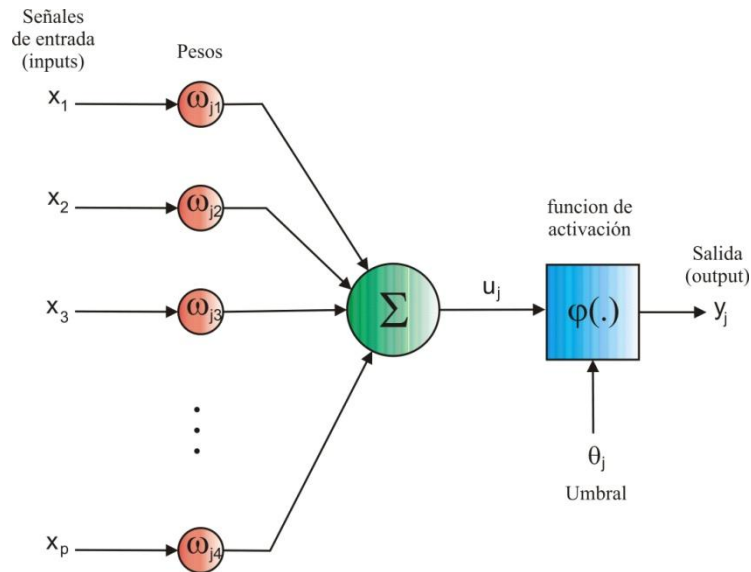 Señales
de entrada
(inputs)
Pesos
x1
ωj1
x2
ωj2
x3
ωj3
xp
ωj4
Σ
uj
funcion de
activación
φ(.)
Salida
(output)
yj
θj
Umbral